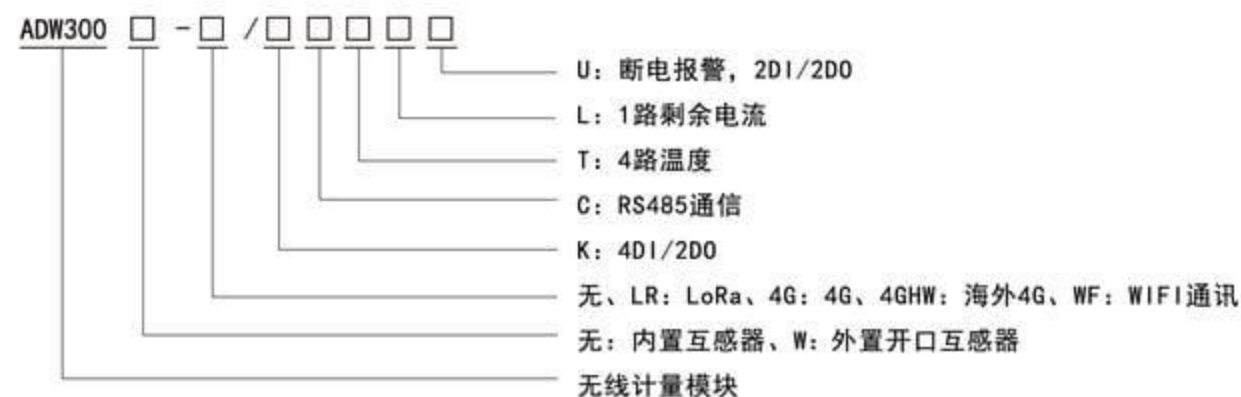 ADW300 □ -□ /□ □ □ □ □
U: 断电报警, 2DI/2DO
L: 1路剩余电流
T: 4路温度
C: RS485通信
K: 4DI/2DO
无、LR: LoRa、4G: 4G、4GHW: 海外4G、WF: WIFI通讯
无: 内置互感器、W: 外置开口互感器
无线计量模块